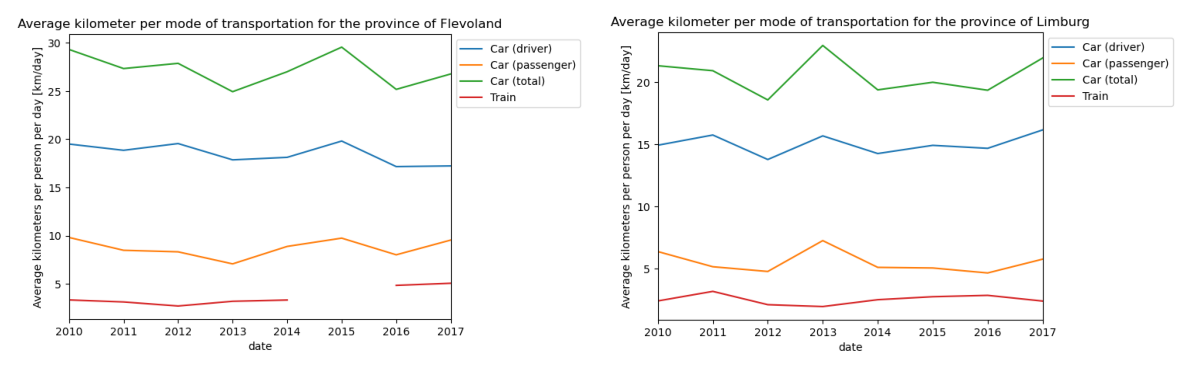 Average kilometer per mode of transportation for the province of Flevoland
Average kilometers per person per day [km/day]
30
25
20
15
10
5
2010 2011 2012 2013 2014 2015 2016 2017
date
Car (driver)
Car (passenger)
Car (total)
Train
Average kilometer per mode of transportation for the province of Limburg
Average kilometers per person per day [km/day]
20
15
10
5
2010 2011 2012 2013 2014 2015 2016 2017
date
Car (driver)
Car (passenger)
Car (total)
Train